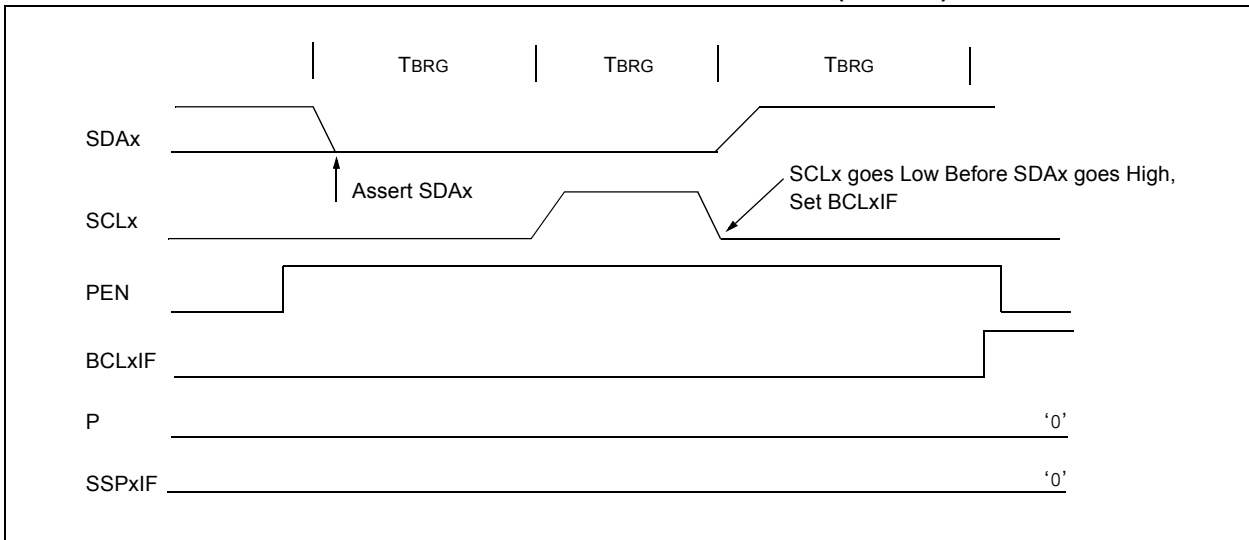 TBRG TBRG TBRG
SDAx
Assert SDAx
SCLx goes Low Before SDAx goes High,
Set BCLxIF
SCLx
PEN
BCLxIF
P '0'
SSPxIF '0'